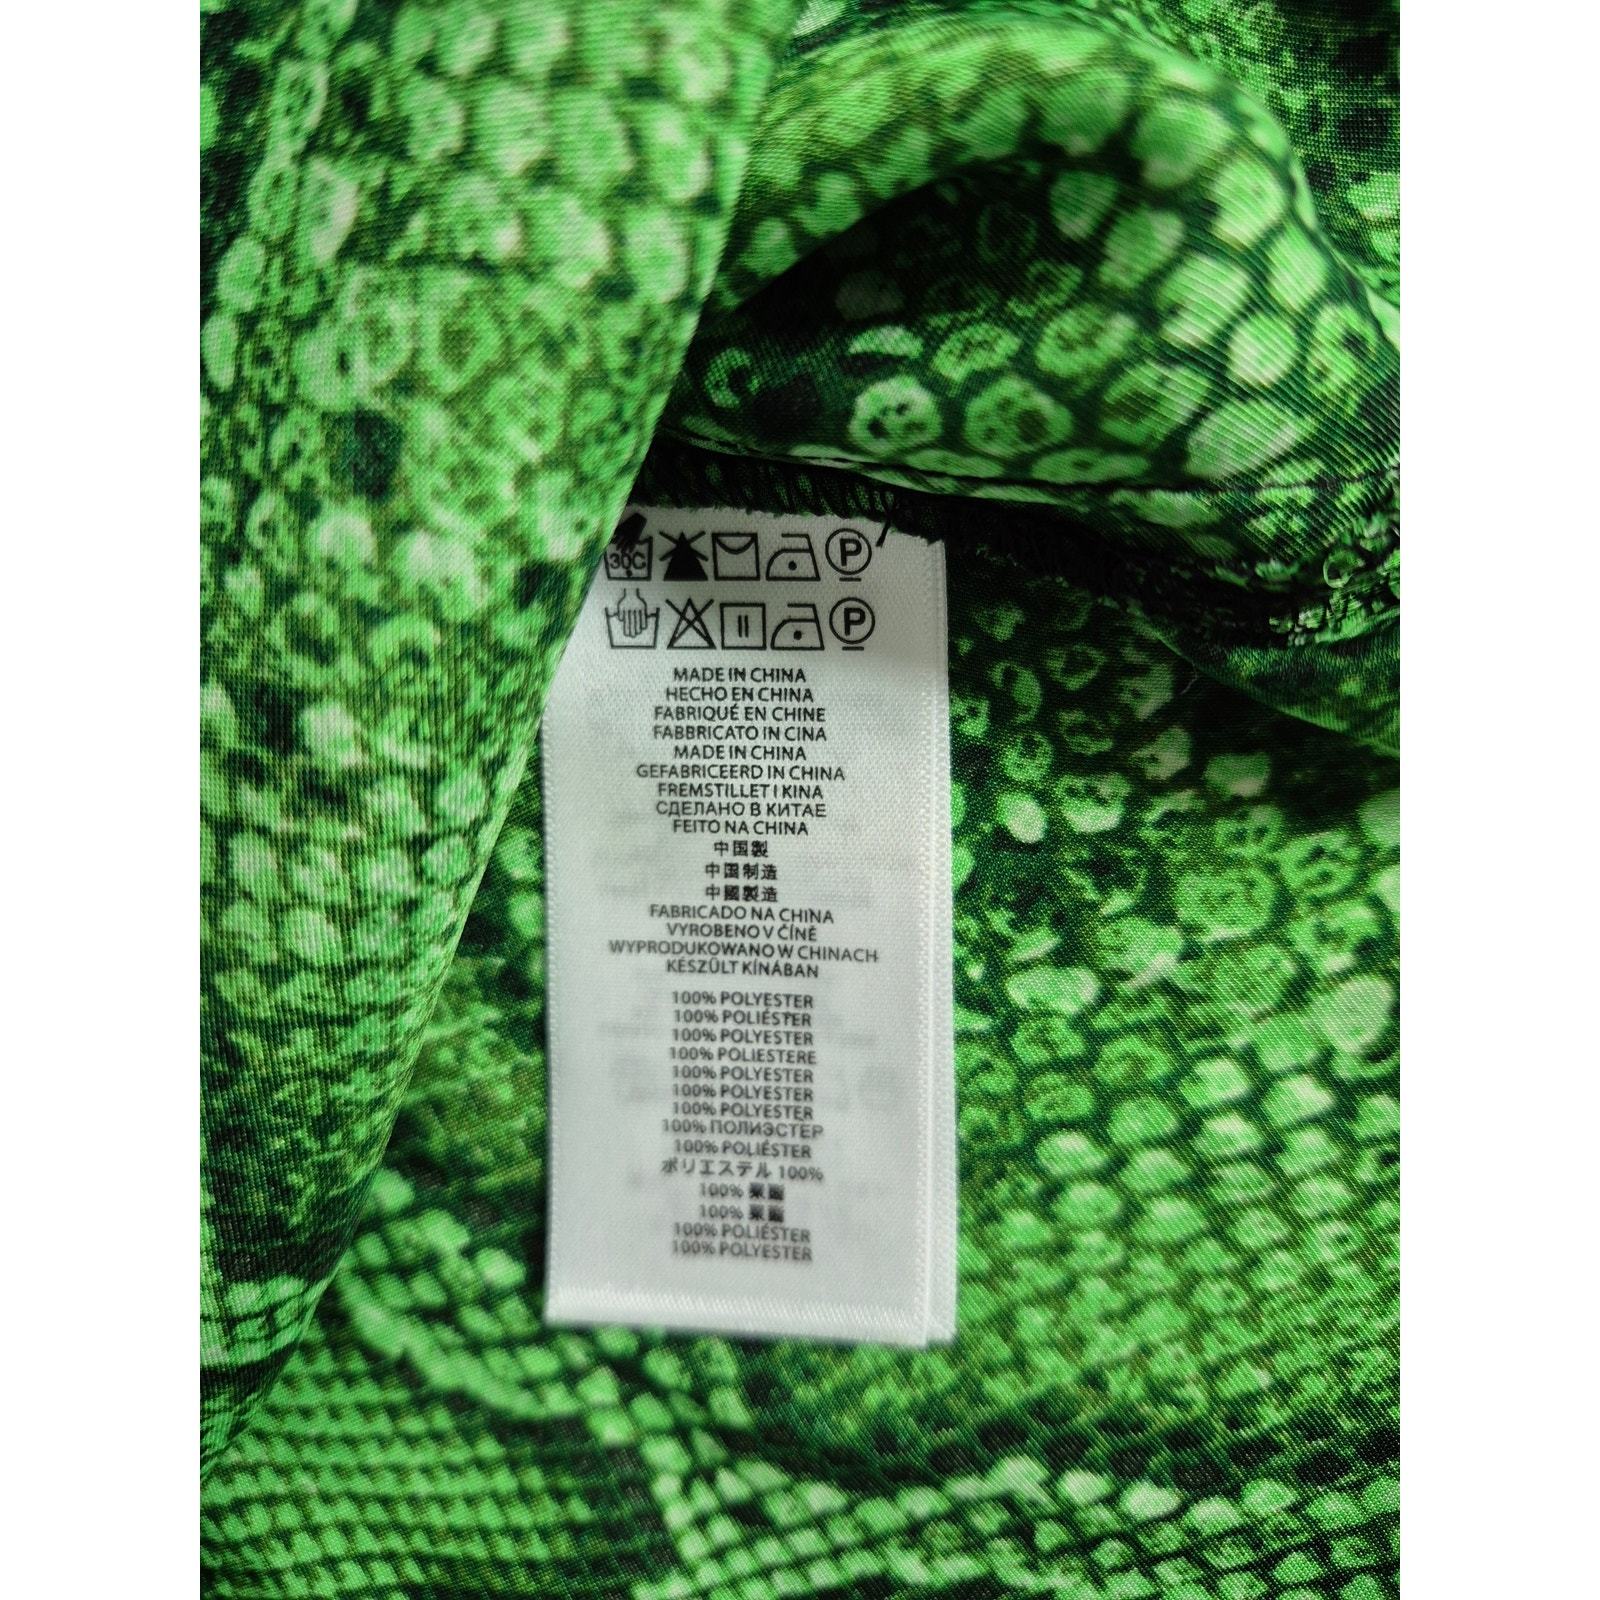 30C P
P
MADE IN CHINA
HECHO EN CHINA
FABRIQUÉ EN CHINE
FABBRICATO IN CINA
MADE IN CHINA
GEFABRICEERD IN CHINA
FREMSTILLET I KINA
СДЕЛАНО В КИТАЕ
FEITO NA CHINA
中国製
中国制造
中國製造
FABRICADO NA CHINA
VYROBENO V ČÍNĚ
WYPRODUKOWANO W CHINACH
KÉSZÜLT KÍNÁBAN
100% POLYESTER
100% POLIÉSTER
100% POLYESTER
100% POLIESTERE
100% POLYESTER
100% POLYESTER
100% POLYESTER
100% ПОЛИЭСТЕР
100% POLIÉSTER
ポリエステル 100%
100% 聚酯
100% 聚酯
100% POLIÉSTER
100% POLYESTER